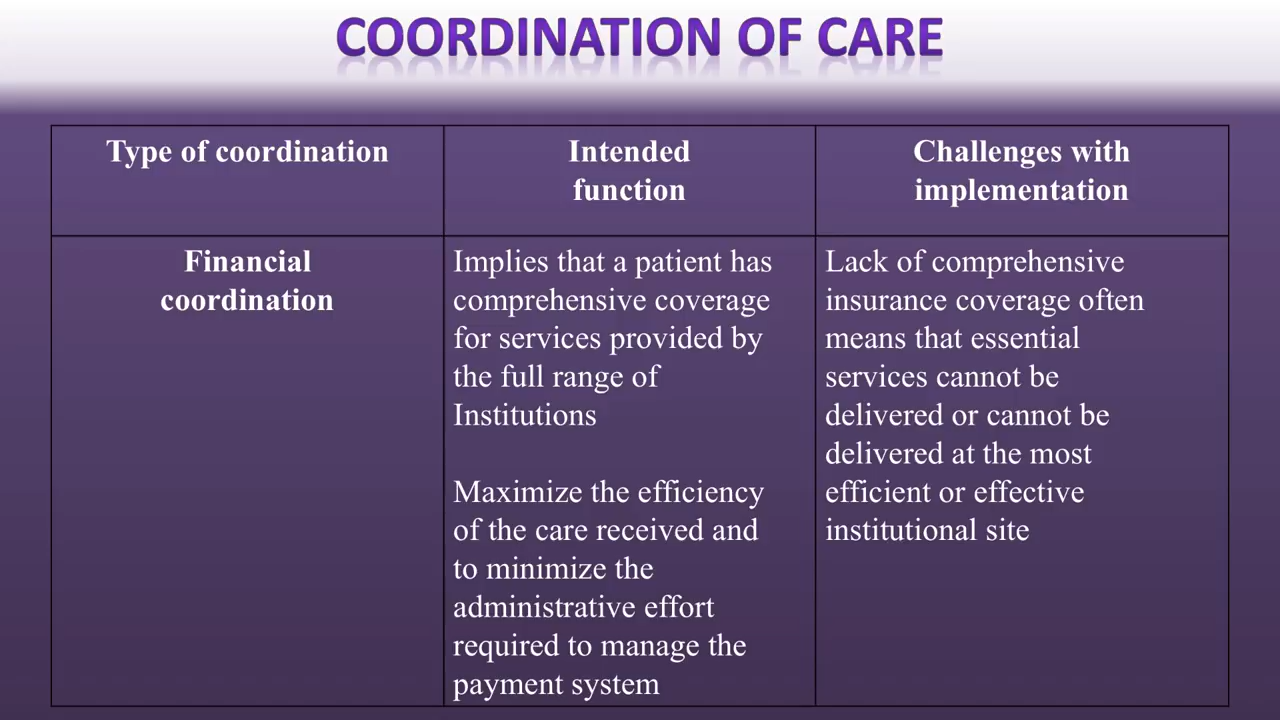 COORDINATION OF CARE
Type of coordination
Intended
function
Challenges with
implementation
Financial
coordination
Implies that a patient has
comprehensive coverage
for services provided by
the full range of
Institutions
Maximize the efficiency
of the care received and
to minimize the
administrative effort
required to manage the
payment system
Lack of comprehensive
insurance coverage often
means that essential
services cannot be
delivered or cannot be
delivered at the most
efficient or effective
institutional site